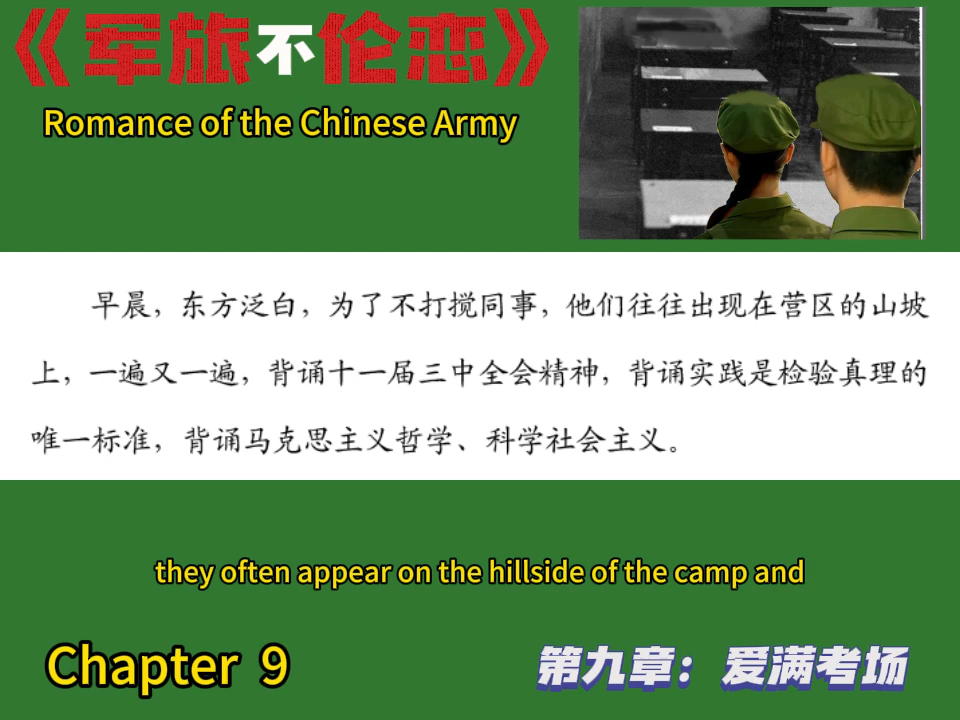 《军旅不伦恋》
Romance of the Chinese Army
早晨，东方泛白，为了不打搅同事，他们往往出现在营区的山坡
上，一遍又一遍，背诵十一届三中全会精神，背诵实践是检验真理的
唯一标准，背诵马克思主义哲学、科学社会主义。
they often appear on the hillside of the camp and
Chapter 9
第九章：爱满考场